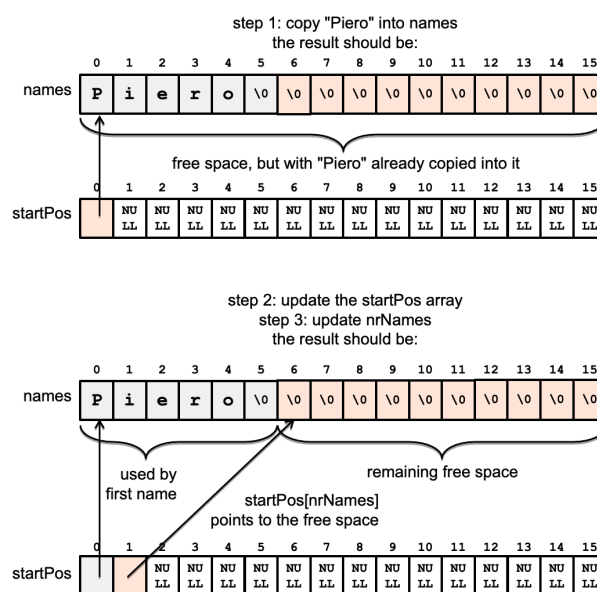 step 1: copy "Piero" into names
the result should be:
0 1 2 3 4 5 6 7 8 9 10 11 12 13 14 15
names P i e r o \0 \0 \0 \0 \0 \0 \0 \0 \0 \0 \0
free space, but with "Piero" already copied into it
0 1 2 3 4 5 6 7 8 9 10 11 12 13 14 15
NU NU NU NU NU NU NU NU NU NU NU NU NU NU NU
startPos
LL LL LL LL LL LL LL LL LL LL LL LL LL LL LL
step 2: update the startPos array
step 3: update nrNames
the result should be:
0 1 2 3 4 5 6 7 8 9 10 11 12 13 14 15
names P i e r o \0 \0 \0 \0 \0 \0 \0 \0 \0 \0 \0
used by
first name
remaining free space
startPos[nrNames]
points to the free space
0 1 2 3 4 5 6 7 8 9 10 11 12 13 14 15
NU NU NU NU NU NU NU NU NU NU NU NU NU NU
startPos
LL LL LL LL LL LL LL LL LL LL LL LL LL LL